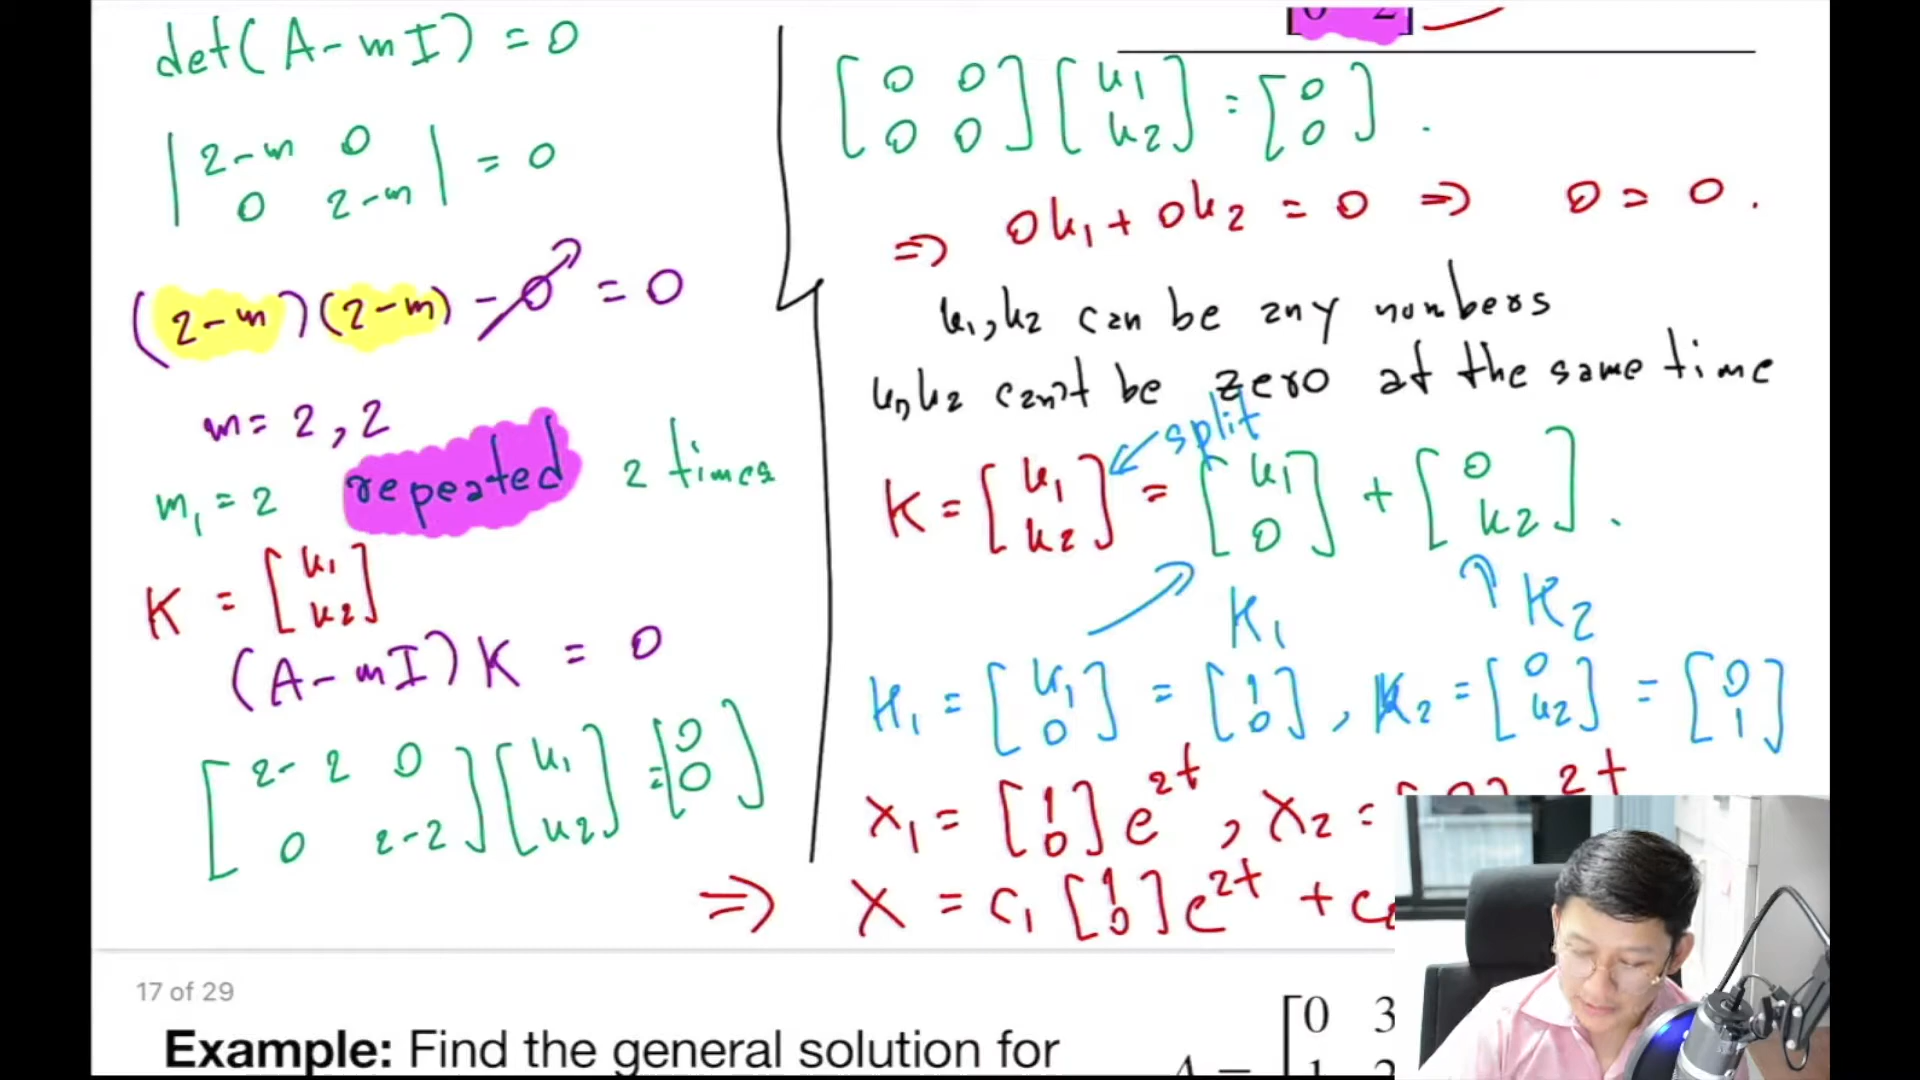 det(A-mI) = 0
| 2-m 0 |
| 0 2-m | = 0
(2-m)(2-m) - 0 = 0
m = 2, 2
m1 = 2 repeated 2 times
K = [k1
k2]
(A-mI)K = 0
[2-2 0
0 2-2] [k1
k2] = [0
0]
[0 0
0 0] [k1
k2] = [0
0].
⇒ 0k1 + 0k2 = 0 ⇒ 0 = 0.
k1, k2 can be any numbers
k1, k2 can't be zero at the same time
split
K = [k1
k2] = [k1
0] + [0
k2].
K1 K2
K1 = [k1
0] = [1
0], K2 = [0
k2] = [0
1]
X1 = [1
0] e^2t, X2 = 2t
⇒ X = c1 [1
0] e^2t + c
17 of 29
Example: Find the general solution for
0 3